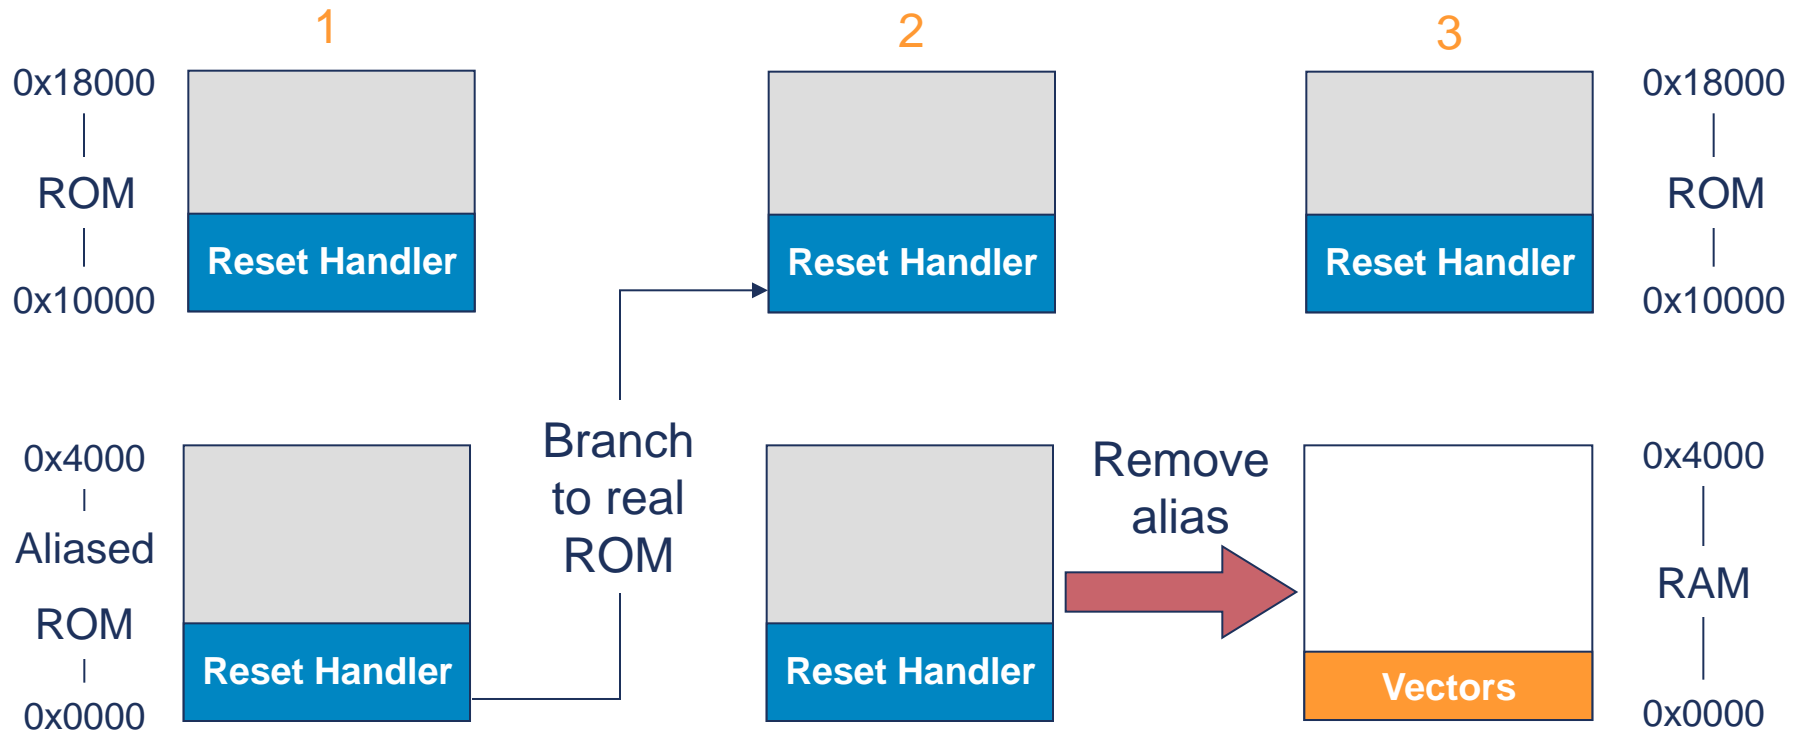 1
2
3
0x18000
ROM
0x10000
Reset Handler
Reset Handler
Reset Handler
0x18000
ROM
0x10000
0x4000
Aliased
ROM
0x0000
Reset Handler
Branch
to real
ROM
Reset Handler
Remove
alias
Vectors
0x4000
RAM
0x0000